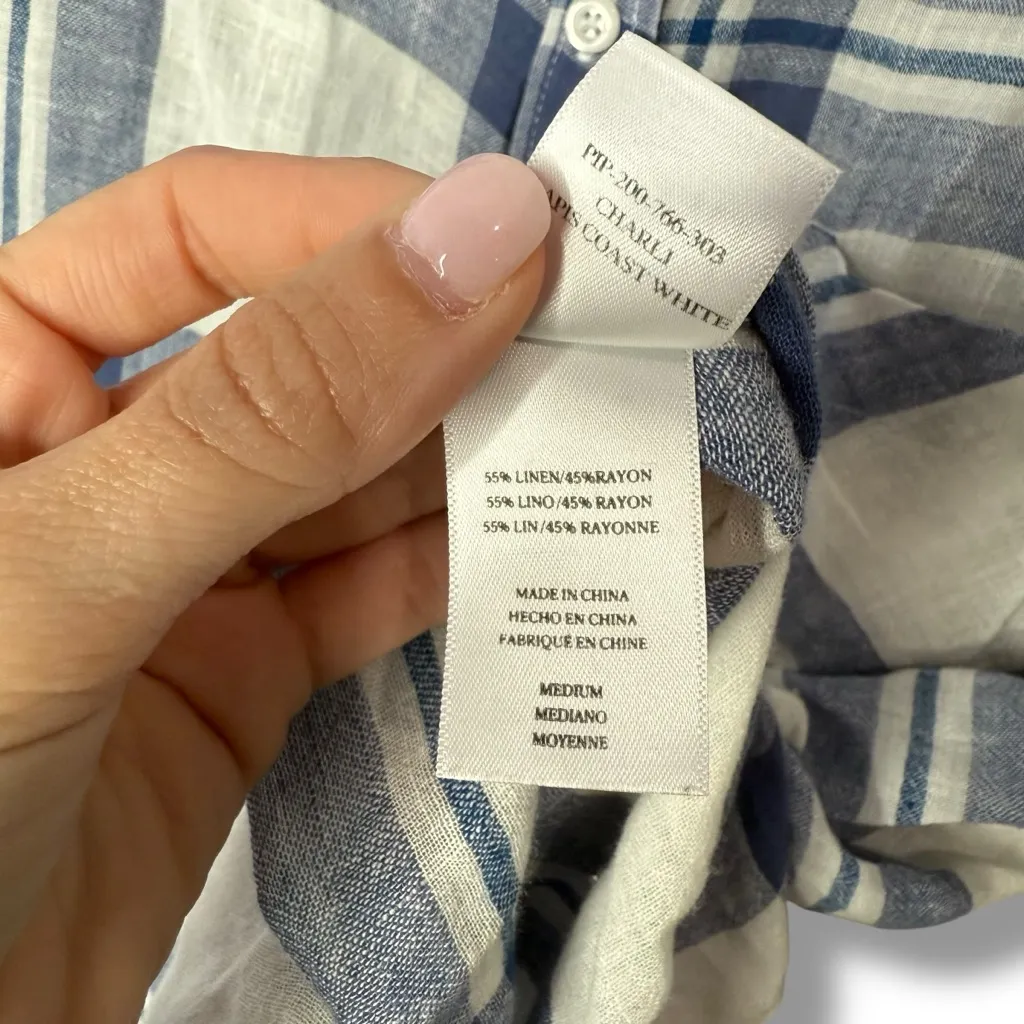 PIP-200-766-303
CHARLI
APIS COAST WHITE
55% LINEN/45%RAYON
55% LINO/45% RAYON
55% LIN/45% RAYONNE
MADE IN CHINA
HECHO EN CHINA
FABRIQUÉ EN CHINE
MEDIUM
MEDIANO
MOYENNE